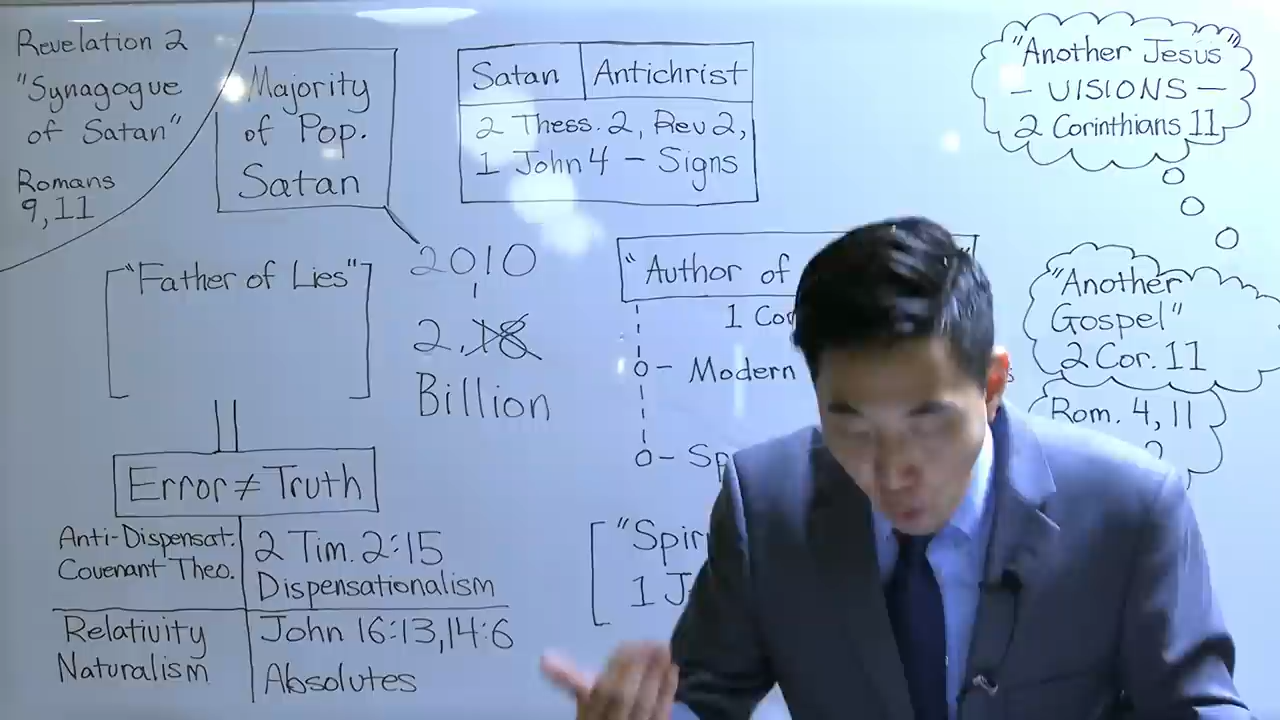 Revelation 2
"Synagogue
of Satan"
Romans
9,11
Majority
of Pop.
Satan
Satan Antichrist
2 Thess. 2, Rev 2,
1 John 4 – Signs
"Another Jesus"
– VISIONS –
2 Corinthians 11
"Father of Lies"
2010
2.18
Billion
"Author of
1
Modern
"Another
Gospel"
2 Cor. 11
Rom. 4, 11
Error ≠ Truth
Anti-Dispensat.
Covenant Theo.
2 Tim. 2:15
Dispensationalism
Relativity
Naturalism
John 16:13,14:6
Absolutes
1